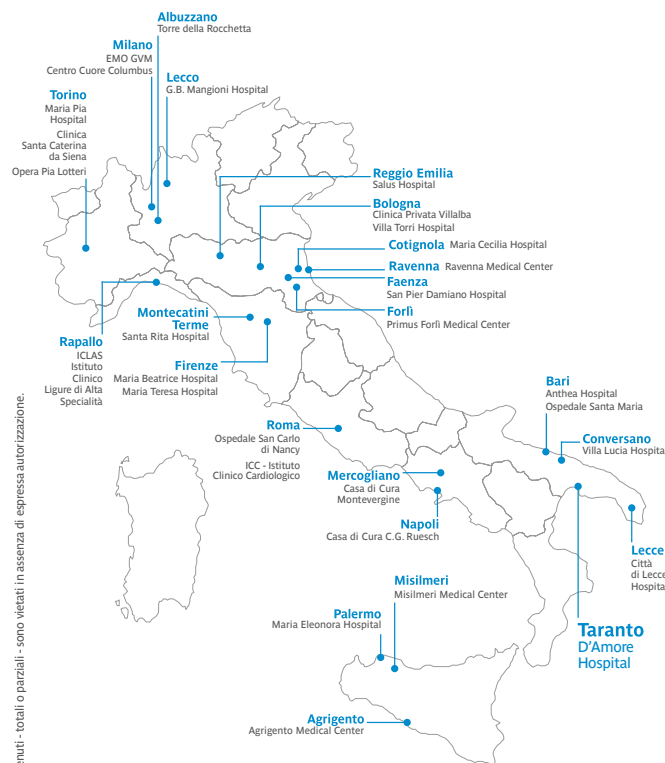 Albuzzano
Torre della Rocchetta
Milano
EMO GVM
Centro Cuore Columbus
Lecco
G.B. Mangioni Hospital
Torino
Maria Pia
Hospital
Clinica
Santa Caterina
da Siena
Opera Pia Lotteri
Reggio Emilia
Salus Hospital
Bologna
Clinica Privata Villalba
Villa Torri Hospital
Cotignola Maria Cecilia Hospital
Ravenna Ravenna Medical Center
Faenza
San Pier Damiano Hospital
Forlì
Primus Forlì Medical Center
Montecatini
Terme
Santa Rita Hospital
Rapallo
ICLAS
Istituto
Clinico
Ligure di Alta
Specialità
Firenze
Maria Beatrice Hospital
Maria Teresa Hospital
Bari
Anthea Hospital
Ospedale Santa Maria
Roma
Ospedale San Carlo
di Nancy
ICC - Istituto
Clinico Cardiologico
Conversano
Villa Lucia Hospita
Mercogliano
Casa di Cura
Montevergine
Napoli
Casa di Cura C.G. Ruesch
Lecce
Città
di Lecce
Hospita
Misilmeri
Misilmeri Medical Center
Palermo
Maria Eleonora Hospital
Taranto
D'Amore
Hospital
Agrigento
Agrigento Medical Center
enuti - totali o parziali - sono vietati in assenza di espressa autorizzazione.